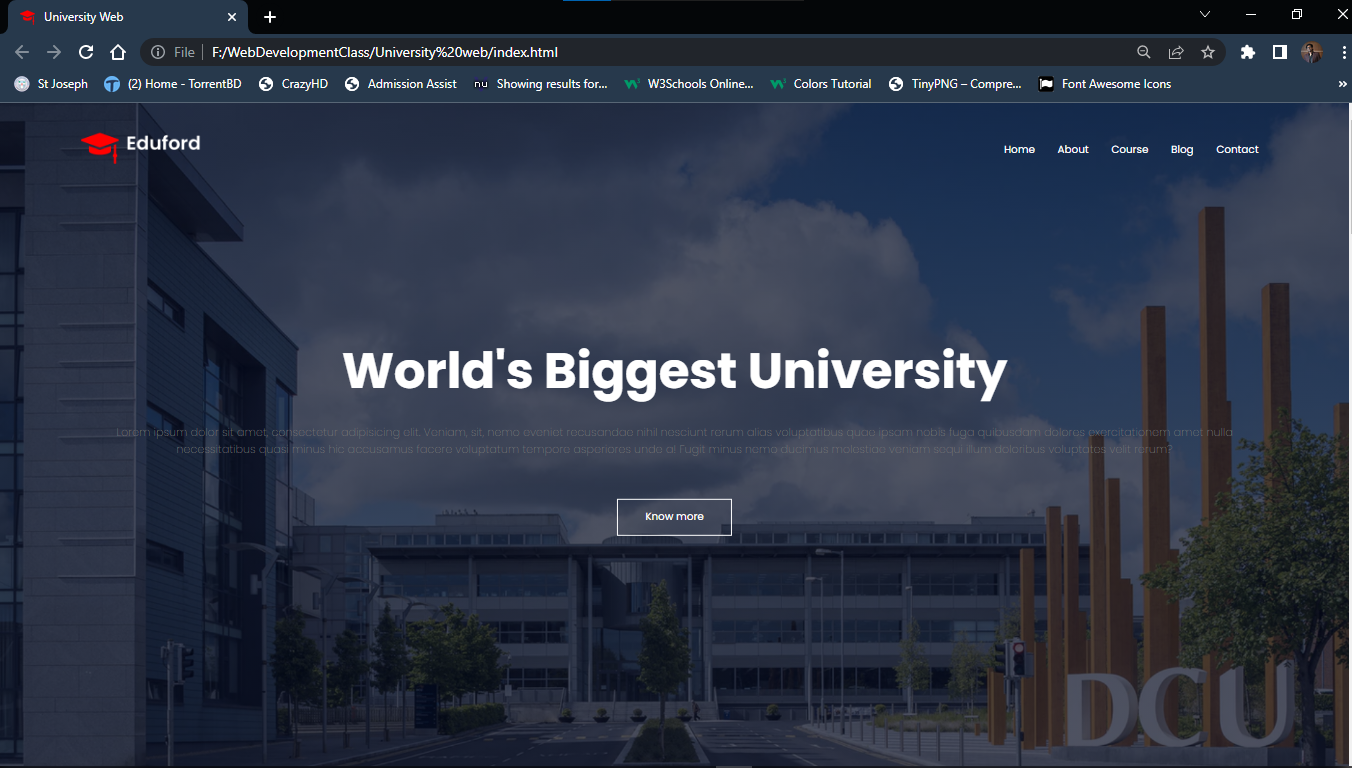 University Web
File
F:/WebDevelopmentClass/University%20web/index.html
St Joseph
(2) Home - TorrentBD
CrazyHD
Admission Assist
nu
Showing results for...
W3Schools Online...
Colors Tutorial
TinyPNG – Compre...
Font Awesome Icons
»
Eduford
Home
About
Course
Blog
Contact
World's Biggest University
Lorem ipsum dolor sit amet, consectetur adipisicing elit. Veniam, sit, nemo eveniet recusandae nihil nesciunt rerum alias voluptatibus quae ipsam nobis fuga quibusdam dolores exercitationem amet nulla
necessitatibus quasi minus hic accusamus facere voluptatum tempore asperiores unde a! Fugit minus nemo ducimus molestiae veniam sequi illum doloribus voluptates velit rerum?
Know more
DCU